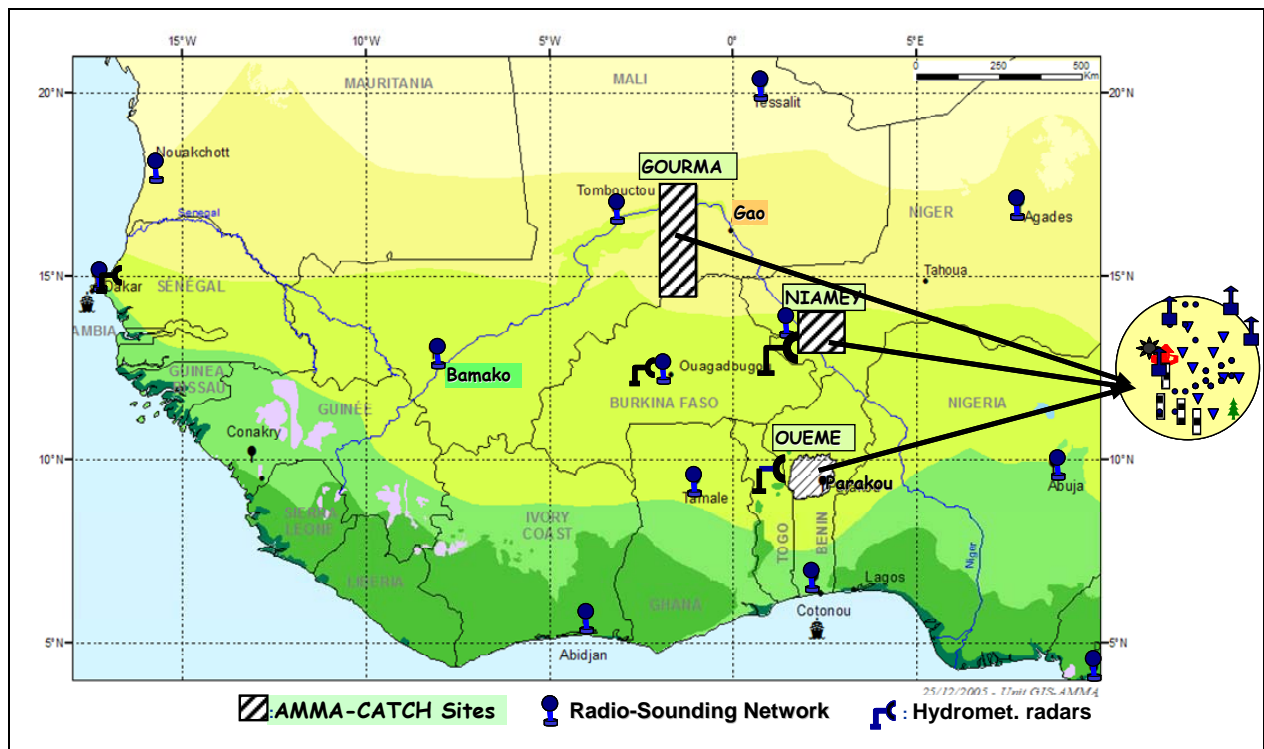 15°W 10°W 5°W 0° 5°E
0 250 500
Km
MAURITANIA
MALI
20°N 20°N
Tessalit
Nouakchott
GOURMA
Tombouctou
Gao
NIGER
Agades
Senegal
15°N 15°N
Tahoua
Dakar
SÉNÉGAL
NIAMEY
AMBIA
Ouagadbugou
Bamako
GUINEA
BISSAU
GUINÉE
BURKINA FASO
NIGERIA
Conakry
OUEME
10°N 10°N
Parakou
Tamale
Abuja
SIERRA
LEONE
IVORY
COAST
TOGO
BENIN
LIBERIA
GHANA
Niger
Lagos
Cotonou
5°N 5°N
Abidjan
25/12/2005 - Unit GIS-AMMA
:AMMA-CATCH Sites
Radio-Sounding Network
: Hydromet. radars